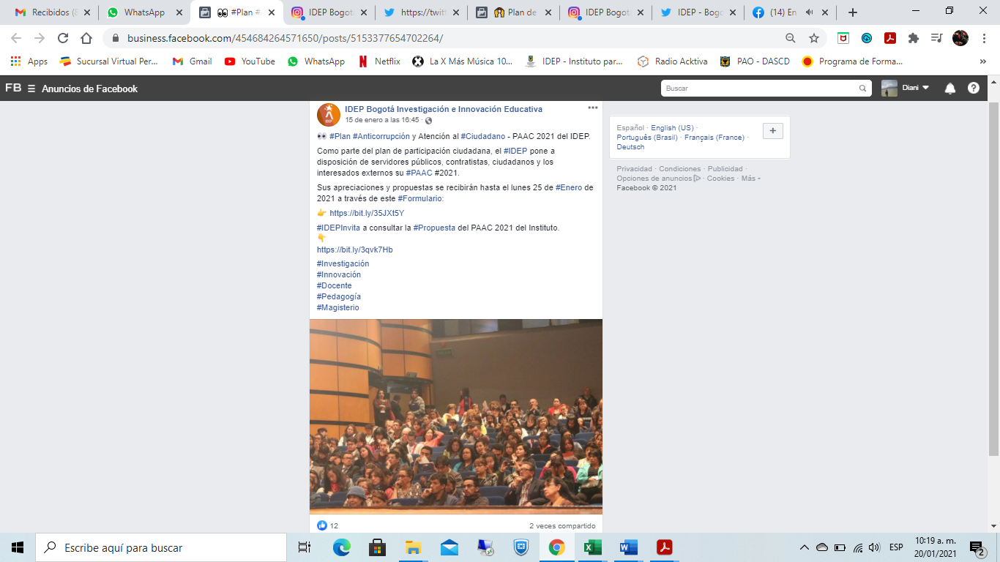 Recibidos (
WhatsApp
#Plan #
IDEP Bogot
https://twit
Plan de
IDEP Bogot
IDEP - Bogo
(14) En
business.facebook.com/454684264571650/posts/5153377654702264/
Apps
Sucursal Virtual Per...
Gmail
YouTube
WhatsApp
Netflix
La X Más Música 10...
IDEP - Instituto par...
Radio Acktiva
PAO - DASCD
Programa de Forma...
»
FB ☰ Anuncios de Facebook
Buscar
Diani
IDEP Bogotá Investigación e Innovación Educativa
15 de enero a las 16:45 ·
👀 #Plan #Anticorrupción y Atención al #Ciudadano - PAAC 2021 del IDEP.
Como parte del plan de participación ciudadana, el #IDEP pone a
disposición de servidores públicos, contratistas, ciudadanos y los
interesados externos su #PAAC #2021.
Sus apreciaciones y propuestas se recibirán hasta el lunes 25 de #Enero de
2021 a través de este #Formulario:
👉 https://bit.ly/35JXt5Y
#IDEPInvita a consultar la #Propuesta del PAAC 2021 del Instituto.
👇
https://bit.ly/3qvk7Hb
#Investigación
#Innovación
#Docente
#Pedagogía
#Magisterio
12
2 veces compartido
Español · English (US) ·
Português (Brasil) · Français (France) ·
Deutsch
Privacidad · Condiciones · Publicidad ·
Opciones de anuncios · Cookies · Más
Facebook © 2021
Escribe aquí para buscar
ESP
10:19 a. m.
20/01/2021
2